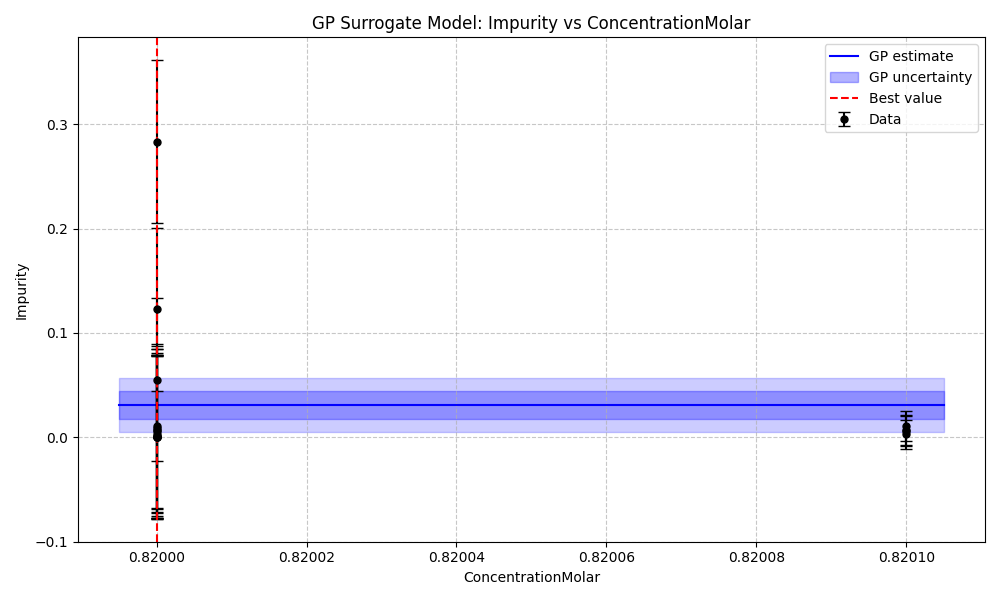 GP Surrogate Model: Impurity vs ConcentrationMolar
GP estimate
GP uncertainty
Best value
Data
Impurity
0.3
0.2
0.1
0.0
−0.1
0.82000
0.82002
0.82004
0.82006
0.82008
0.82010
ConcentrationMolar